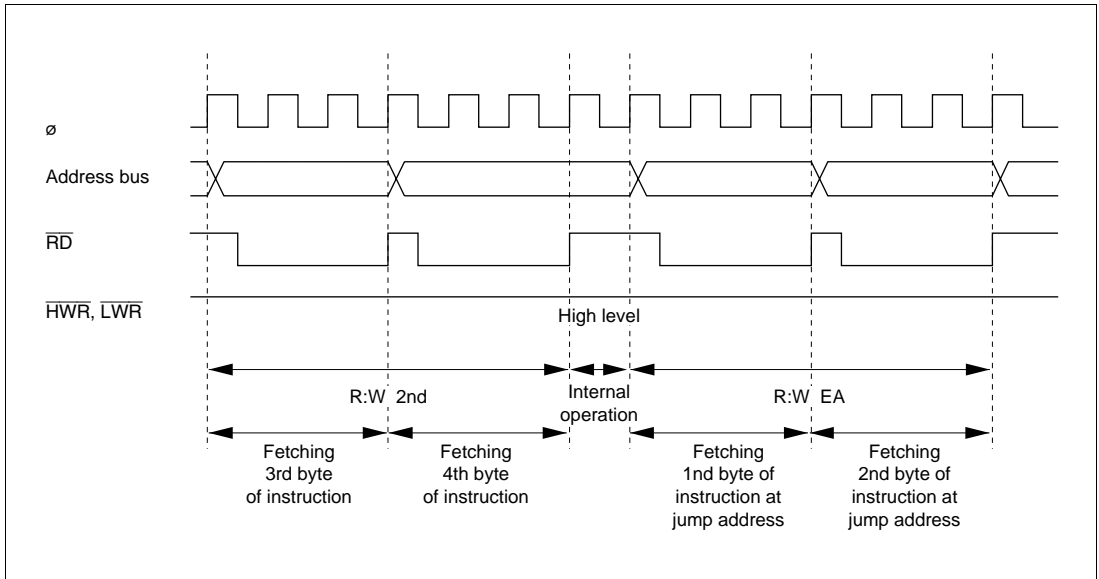 ø
Address bus
RD
HWR, LWR
High level
R:W 2nd
Internal
operation
R:W EA
Fetching
3rd byte
of instruction
Fetching
4th byte
of instruction
Fetching
1nd byte of
instruction at
jump address
Fetching
2nd byte of
instruction at
jump address